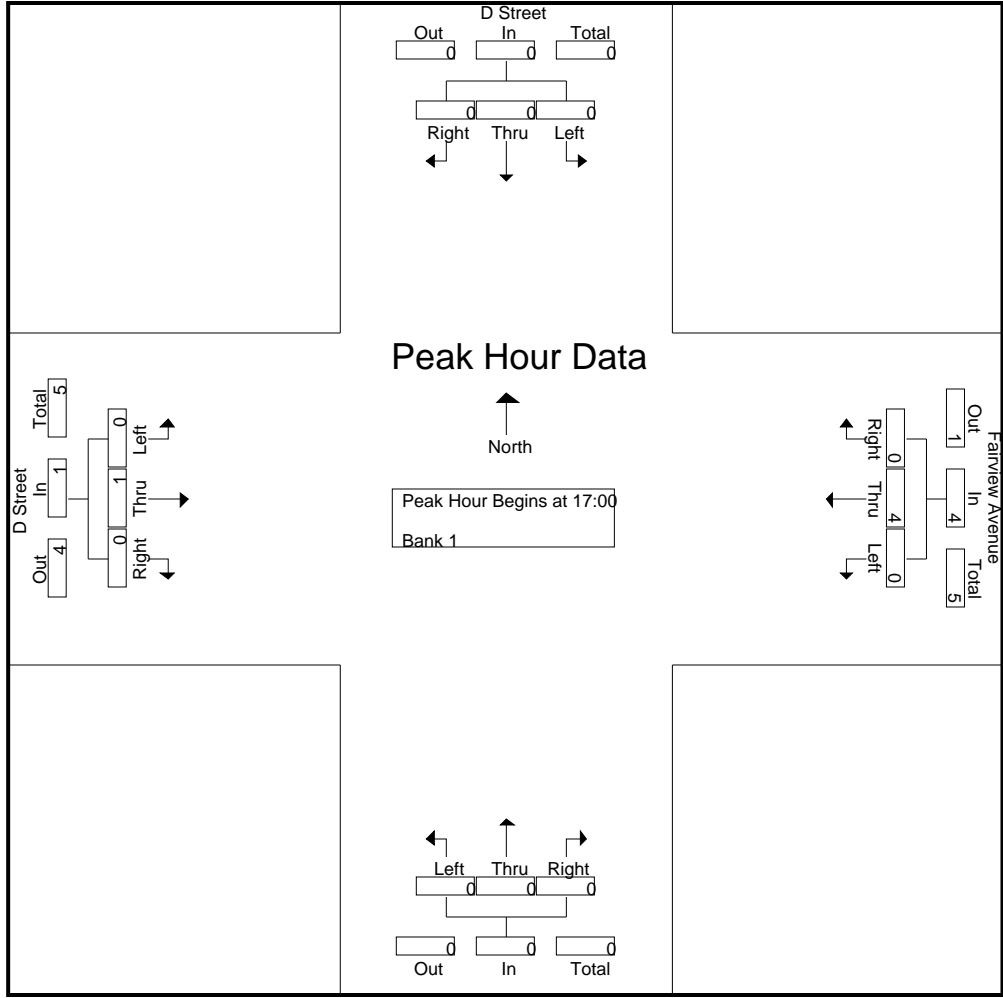 D Street
Out In Total
0 0 0
0 0 0
Right Thru Left
Peak Hour Data
North
Peak Hour Begins at 17:00
Bank 1
D Street
Out In Total
4 1 5
Right Thru Left
0 1 0
Fairview Avenue
Out In Total
1 4 5
Right Thru Left
0 4 0
Left Thru Right
0 0 0
0 0 0
Out In Total